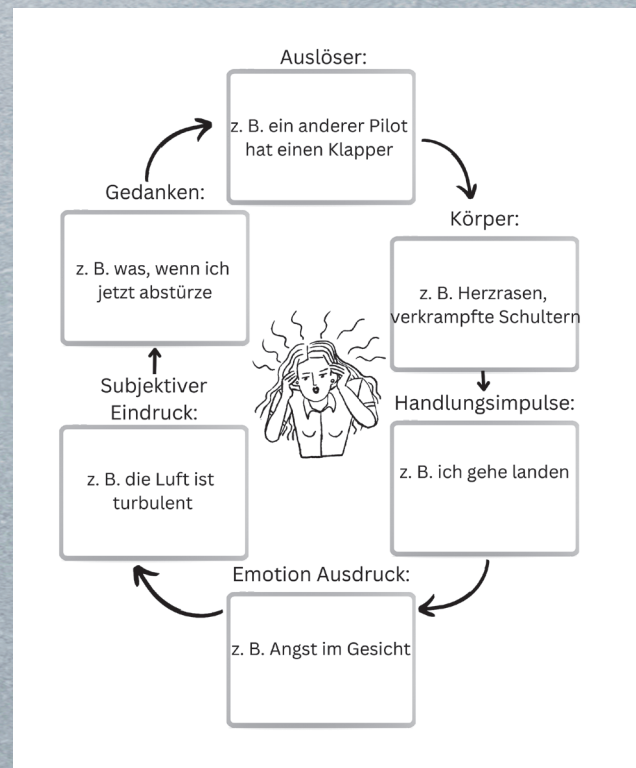 Auslöser:
z. B. ein anderer Pilot
hat einen Klapper
Körper:
z. B. Herzrasen,
verkrampfte Schultern
Handlungsimpulse:
z. B. ich gehe landen
Emotion Ausdruck:
z. B. Angst im Gesicht
Subjektiver
Eindruck:
z. B. die Luft ist
turbulent
Gedanken:
z. B. was, wenn ich
jetzt abstürze